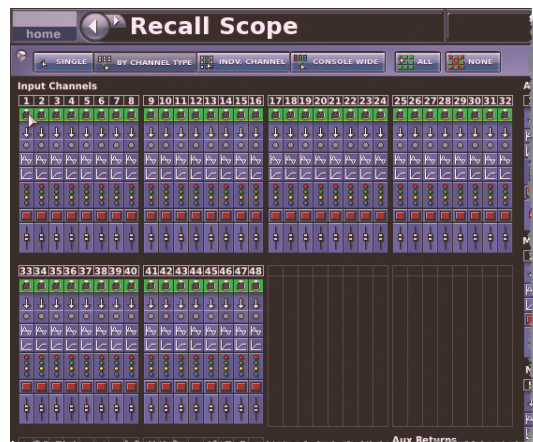 Recall Scope
home
SINGLE BY CHANNEL TYPE INDV. CHANNEL CONSOLE WIDE ALL NONE
Input Channels
1 2 3 4 5 6 7 8 9 10 11 12 13 14 15 16 17 18 19 20 21 22 23 24 25 26 27 28 29 30 31 32
33 34 35 36 37 38 39 40 41 42 43 44 45 46 47 48
Aux Returns